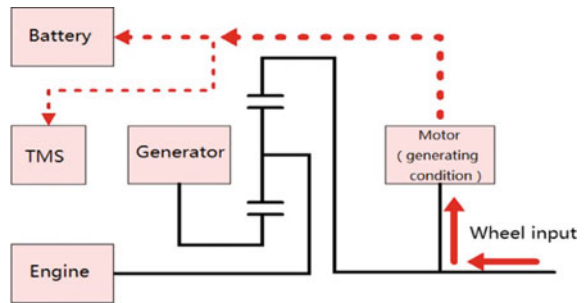 Battery
TMS
Generator
Motor
( generating
condition )
Wheel input
Engine